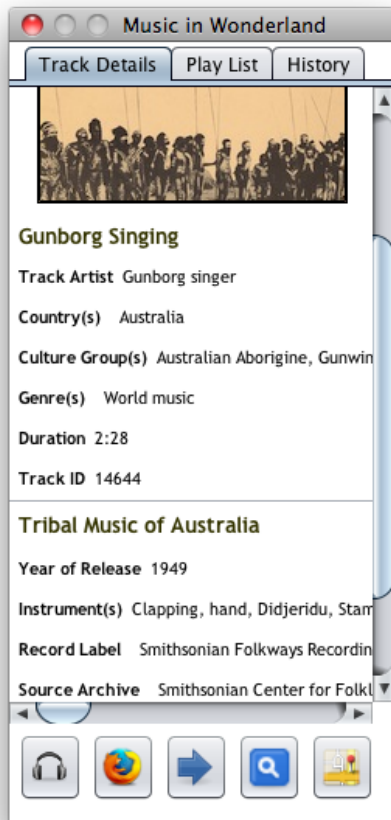 Music in Wonderland
Track Details Play List History
Gunborg Singing
Track Artist Gunborg singer
Country(s) Australia
Culture Group(s) Australian Aborigine, Gunwin
Genre(s) World music
Duration 2:28
Track ID 14644
Tribal Music of Australia
Year of Release 1949
Instrument(s) Clapping, hand, Didjeridu, Stam
Record Label Smithsonian Folkways Recordin
Source Archive Smithsonian Center for Folkl